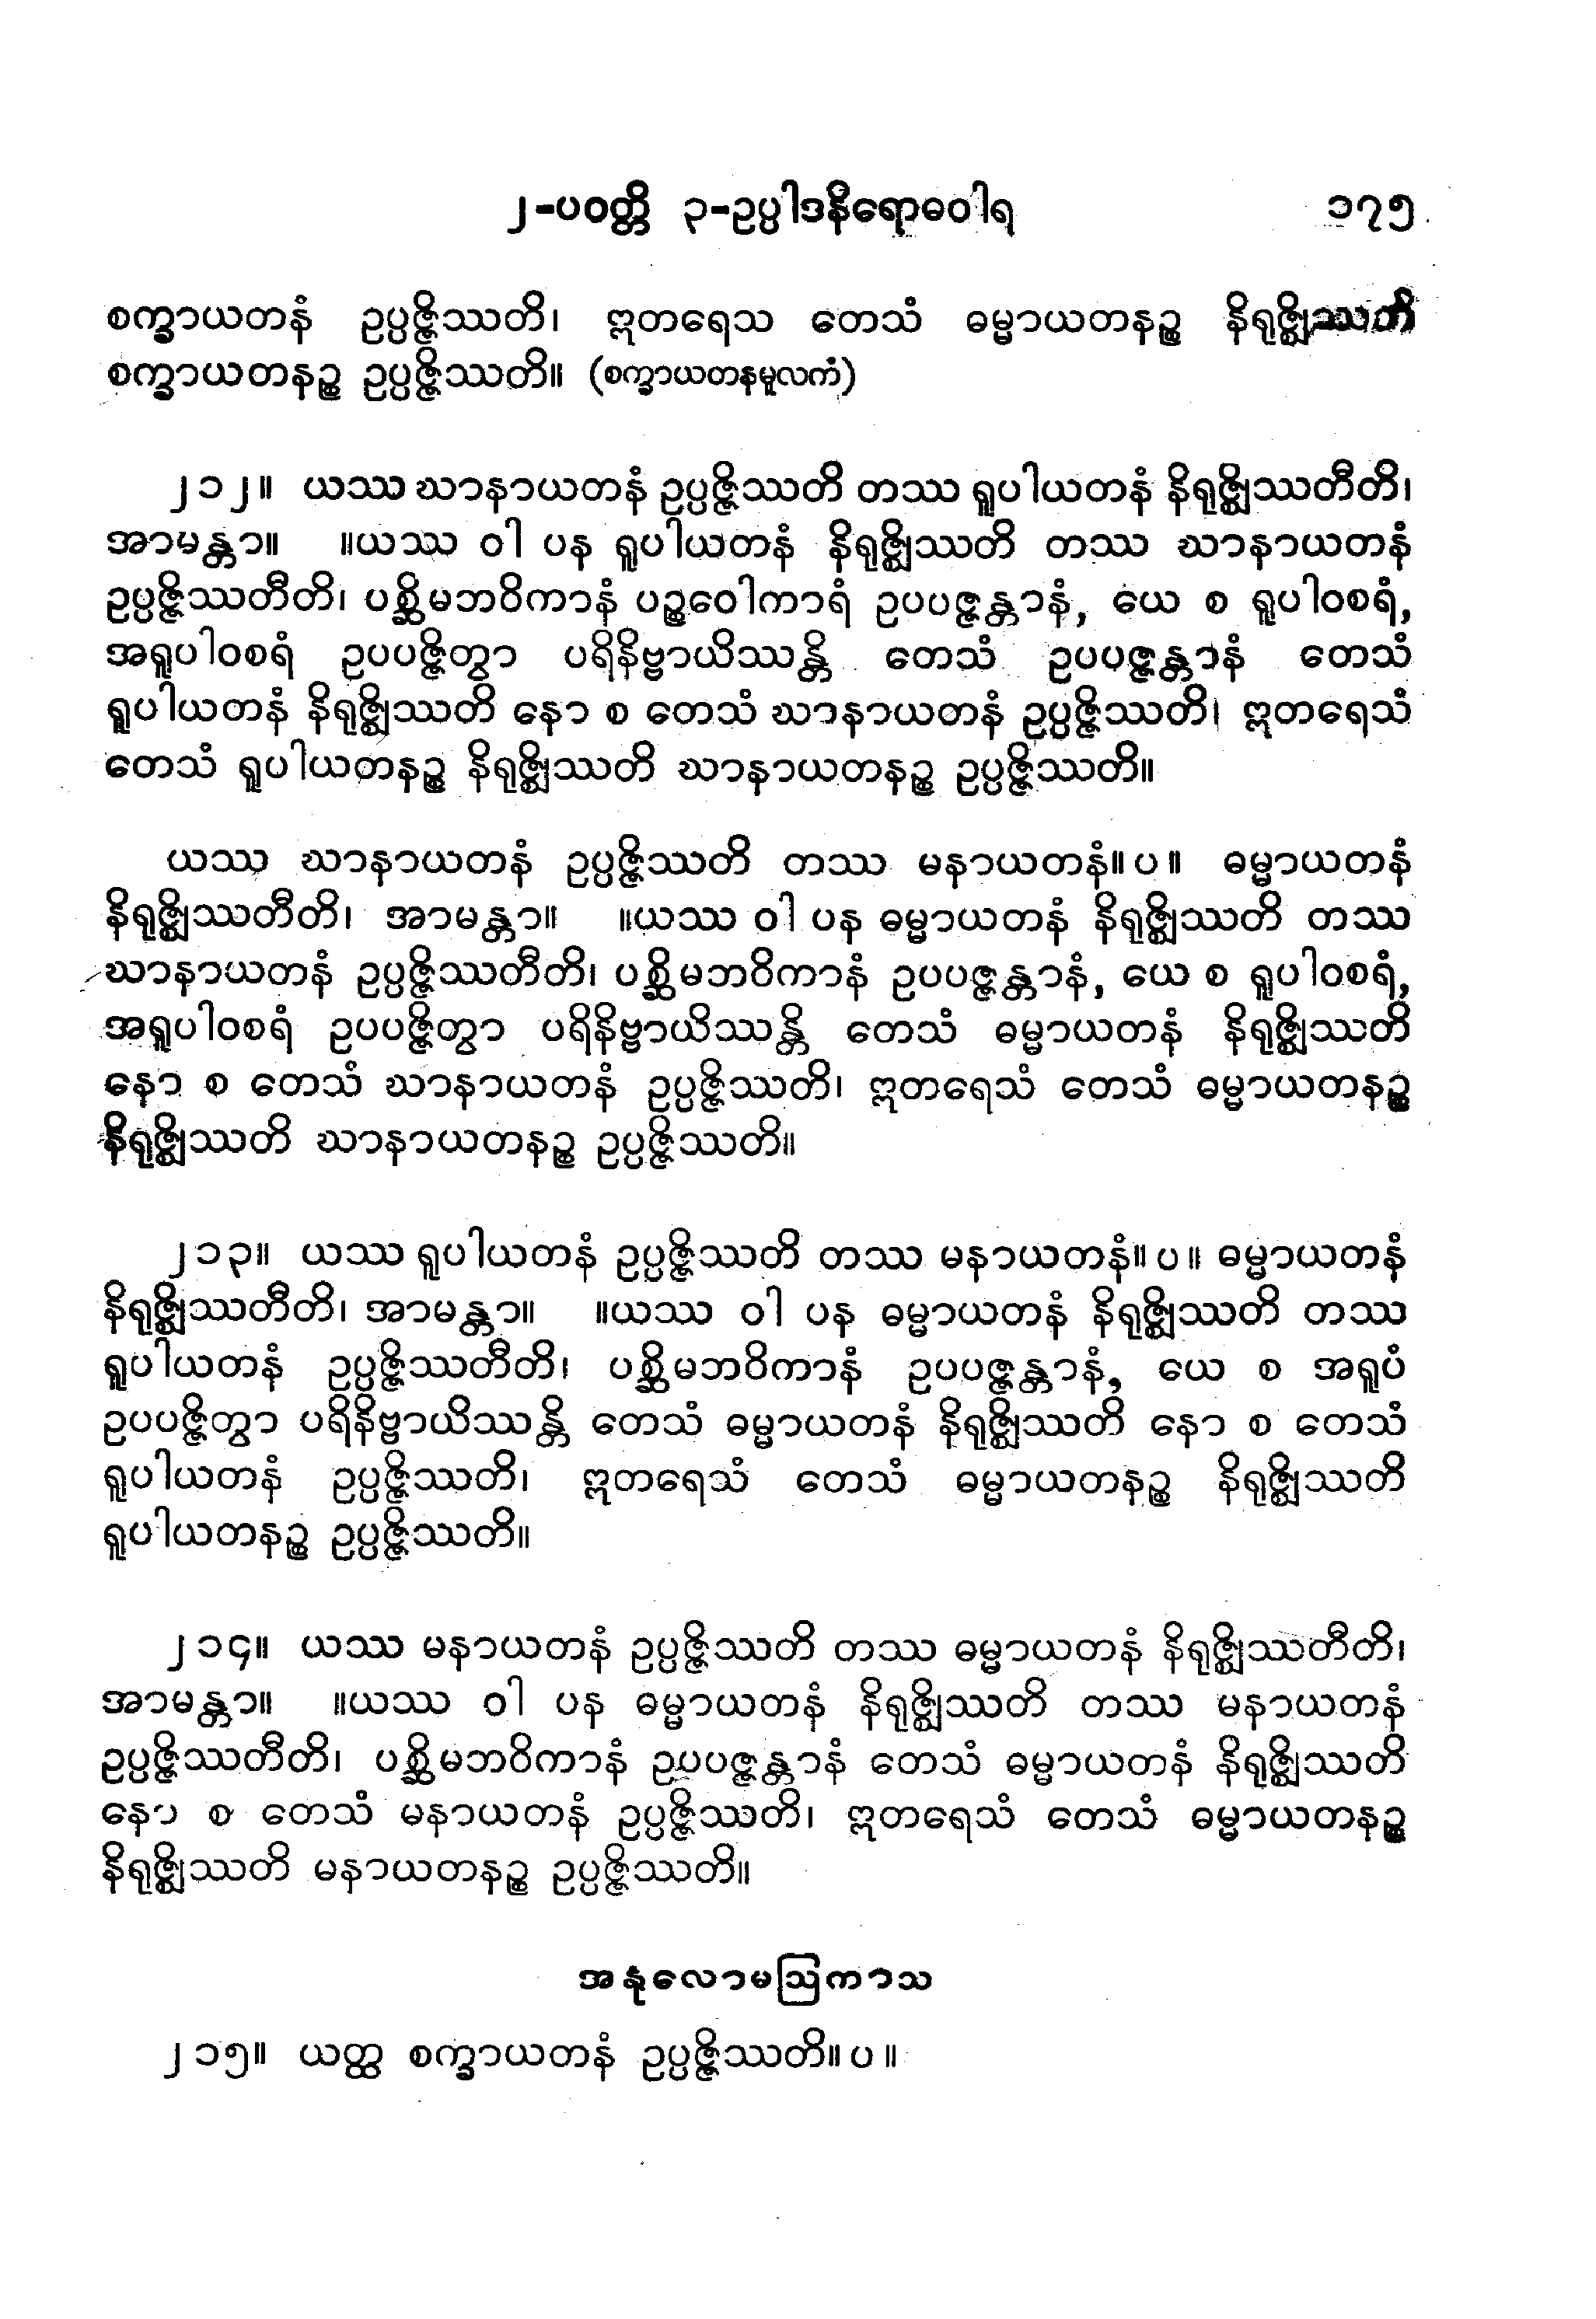 ၂-ပဝတ္တိ ၃-ဥပ္ပါဒနိရောဓဝါရ ၁၇၅
စက္ခာယတနံ ဥပ္ပဇ္ဇိဿတိ၊ ဣတရေသ တေသံ ဓမ္မာယတနဉ္စ နိရုဇ္ဈိဿတိ
စက္ခာယတနဉ္စ ဥပ္ပဇ္ဇိဿတိ။ (စက္ခာယတနမူလကံ)
၂၁၂။ ယဿ ဃာနာယတနံ ဥပ္ပဇ္ဇိဿတိ တဿ ရူပါယတနံ နိရုဇ္ဈိဿတီတိ၊
အာမန္တာ။ ။ယဿ ဝါ ပန ရူပါယတနံ နိရုဇ္ဈိဿတိ တဿ ဃာနာယတနံ
ဥပ္ပဇ္ဇိဿတီတိ၊ ပစ္ဆိမဘဝိကာနံ ပဉ္စဝေါကာရံ ဥပပဇ္ဇန္တာနံ, ယေ စ ရူပါဝစရံ,
အရူပါဝစရံ ဥပပဇ္ဇိတွာ ပရိနိဗ္ဗာယိဿန္တိ တေသံ ဥပပဇ္ဇန္တာနံ တေသံ
ရူပါယတနံ နိရုဇ္ဈိဿတိ နော စ တေသံ ဃာနာယတနံ ဥပ္ပဇ္ဇိဿတိ၊ ဣတရေသံ
တေသံ ရူပါယတနဉ္စ နိရုဇ္ဈိဿတိ ဃာနာယတနဉ္စ ဥပ္ပဇ္ဇိဿတိ။
ယဿ ဃာနာယတနံ ဥပ္ပဇ္ဇိဿတိ တဿ မနာယတနံ။ပ။ ဓမ္မာယတနံ
နိရုဇ္ဈိဿတီတိ၊ အာမန္တာ။ ။ယဿ ဝါ ပန ဓမ္မာယတနံ နိရုဇ္ဈိဿတိ တဿ
ဃာနာယတနံ ဥပ္ပဇ္ဇိဿတီတိ၊ ပစ္ဆိမဘဝိကာနံ ဥပပဇ္ဇန္တာနံ, ယေ စ ရူပါဝစရံ,
အရူပါဝစရံ ဥပပဇ္ဇိတွာ ပရိနိဗ္ဗာယိဿန္တိ တေသံ ဓမ္မာယတနံ နိရုဇ္ဈိဿတိ
နော စ တေသံ ဃာနာယတနံ ဥပ္ပဇ္ဇိဿတိ၊ ဣတရေသံ တေသံ ဓမ္မာယတနဉ္စ
နိရုဇ္ဈိဿတိ ဃာနာယတနဉ္စ ဥပ္ပဇ္ဇိဿတိ။
၂၁၃။ ယဿ ရူပါယတနံ ဥပ္ပဇ္ဇိဿတိ တဿ မနာယတနံ။ပ။ ဓမ္မာယတနံ
နိရုဇ္ဈိဿတီတိ၊ အာမန္တာ။ ။ယဿ ဝါ ပန ဓမ္မာယတနံ နိရုဇ္ဈိဿတိ တဿ
ရူပါယတနံ ဥပ္ပဇ္ဇိဿတီတိ၊ ပစ္ဆိမဘဝိကာနံ ဥပပဇ္ဇန္တာနံ, ယေ စ အရူပံ
ဥပပဇ္ဇိတွာ ပရိနိဗ္ဗာယိဿန္တိ တေသံ ဓမ္မာယတနံ နိရုဇ္ဈိဿတိ နော စ တေသံ
ရူပါယတနံ ဥပ္ပဇ္ဇိဿတိ၊ ဣတရေသံ တေသံ ဓမ္မာယတနဉ္စ နိရုဇ္ဈိဿတိ
ရူပါယတနဉ္စ ဥပ္ပဇ္ဇိဿတိ။
၂၁၄။ ယဿ မနာယတနံ ဥပ္ပဇ္ဇိဿတိ တဿ ဓမ္မာယတနံ နိရုဇ္ဈိဿတီတိ၊
အာမန္တာ။ ။ယဿ ဝါ ပန ဓမ္မာယတနံ နိရုဇ္ဈိဿတိ တဿ မနာယတနံ
ဥပ္ပဇ္ဇိဿတီတိ၊ ပစ္ဆိမဘဝိကာနံ ဥပပဇ္ဇန္တာနံ တေသံ ဓမ္မာယတနံ နိရုဇ္ဈိဿတိ
နော စ တေသံ မနာယတနံ ဥပ္ပဇ္ဇိဿတိ၊ ဣတရေသံ တေသံ ဓမ္မာယတနဉ္စ
နိရုဇ္ဈိဿတိ မနာယတနဉ္စ ဥပ္ပဇ္ဇိဿတိ။
အနုလောမဩကာသ
၂၁၅။ ယတ္ထ စက္ခာယတနံ ဥပ္ပဇ္ဇိဿတိ။ပ။